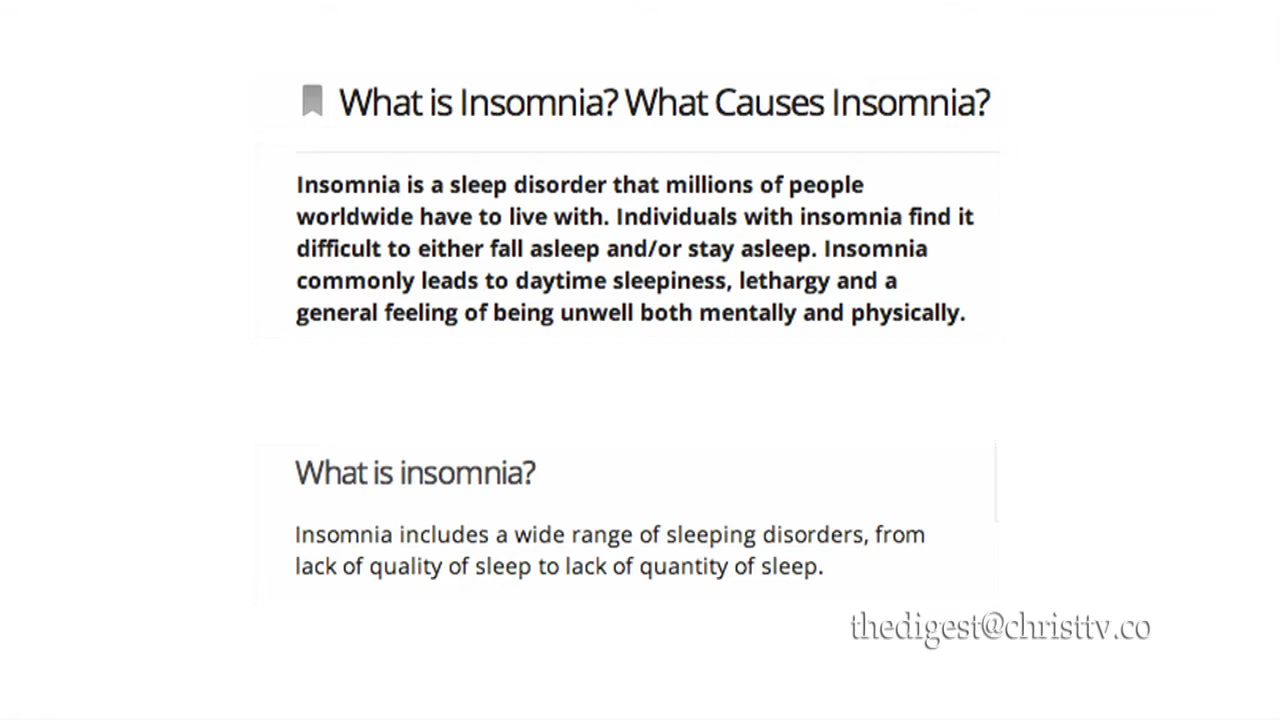 What is Insomnia? What Causes Insomnia?
Insomnia is a sleep disorder that millions of people
worldwide have to live with. Individuals with insomnia find it
difficult to either fall asleep and/or stay asleep. Insomnia
commonly leads to daytime sleepiness, lethargy and a
general feeling of being unwell both mentally and physically.
What is insomnia?
Insomnia includes a wide range of sleeping disorders, from
lack of quality of sleep to lack of quantity of sleep.
thedigest@christtv.co